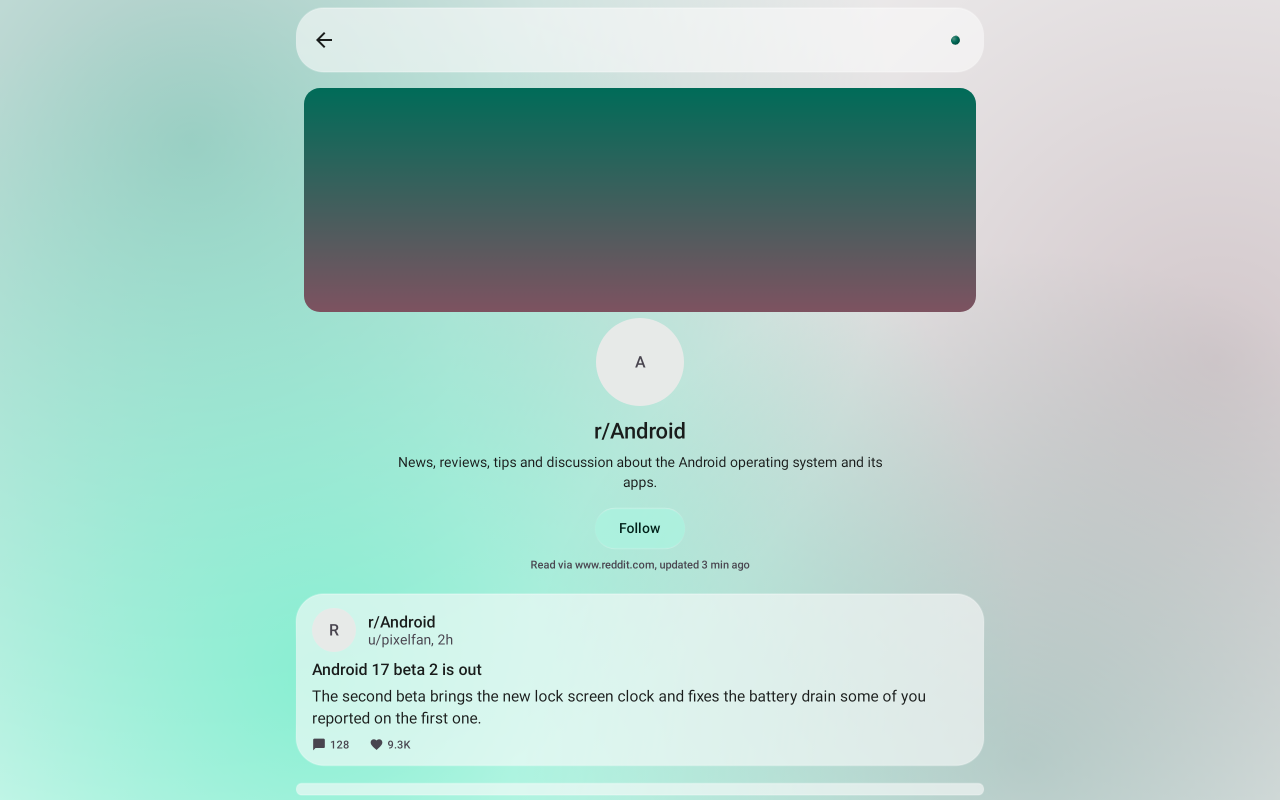 A
r/Android
News, reviews, tips and discussion about the Android operating system and its
apps.
Follow
Read via www.reddit.com, updated 3 min ago
R
r/Android
u/pixelfan, 2h
Android 17 beta 2 is out
The second beta brings the new lock screen clock and fixes the battery drain some of you
reported on the first one.
128 9.3K